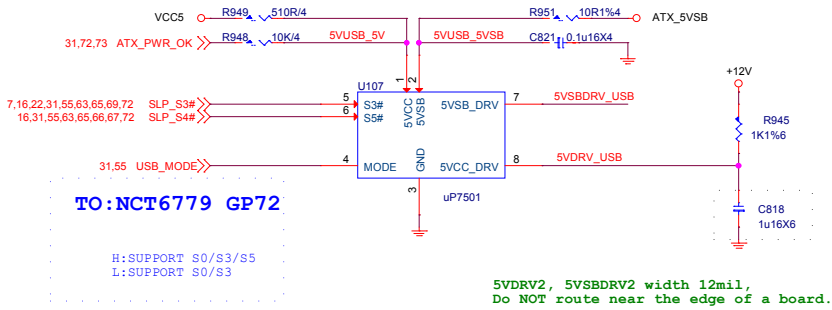 VCC5
R949
510R/4
R951
10R1%4
ATX_5VSB
31,72,73 ATX_PWR_OK
R948
10K/4
5VUSB_5V
5VUSB_5VSB
C821
0.1u16X4
+12V
1
2
U107
7,16,22,31,55,63,65,69,72 SLP_S3#
5
S3#
5VCC
5VSB
5VSB_DRV
7
5VSBDRV_USB
16,31,55,63,65,66,67,72 SLP_S4#
6
S5#
R945
1K1%6
31,55 USB_MODE
4
MODE
GND
5VCC_DRV
8
5VDRV_USB
3
uP7501
TO:NCT6779 GP72
C818
1u16X6
H:SUPPORT S0/S3/S5
L:SUPPORT S0/S3
5VDRV2, 5VSBDRV2 width 12mil,
Do NOT route near the edge of a board.